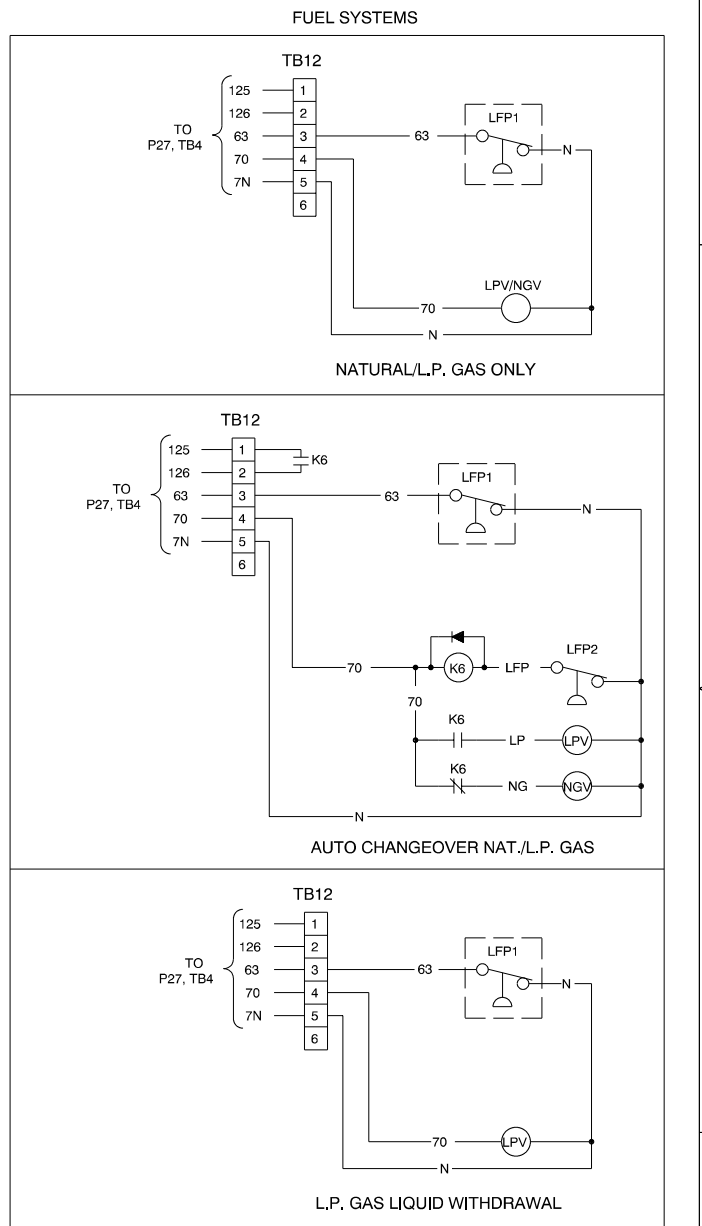 FUEL SYSTEMS
TB12
125
1
126
2
TO
P27, TB4
63
3
63
LFP1
N
70
4
7N
5
6
LPV/NGV
70
N
NATURAL/L.P. GAS ONLY
TB12
125
1
K6
126
2
TO
P27, TB4
63
3
63
LFP1
N
70
4
7N
5
6
70
K6
LFP
LFP2
70
K6
LP
LPV
K6
NG
NGV
N
AUTO CHANGEOVER NAT./L.P. GAS
TB12
125
1
126
2
TO
P27, TB4
63
3
63
LFP1
N
70
4
7N
5
6
70
LPV
N
L.P. GAS LIQUID WITHDRAWAL